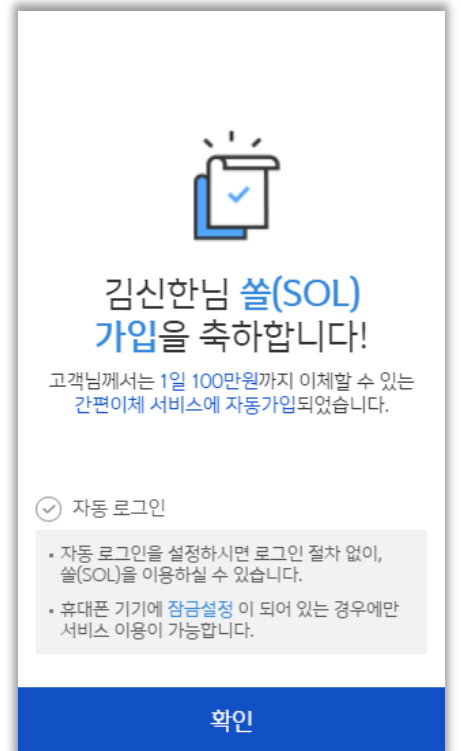 김신한님 쏠(SOL)
가입을 축하합니다!
고객님께서는 1일 100만원까지 이체할 수 있는
간편이체 서비스에 자동가입되었습니다.
자동 로그인
• 자동 로그인을 설정하시면 로그인 절차 없이,
쏠(SOL)을 이용하실 수 있습니다.
• 휴대폰 기기에 잠금설정 이 되어 있는 경우에만
서비스 이용이 가능합니다.
확인